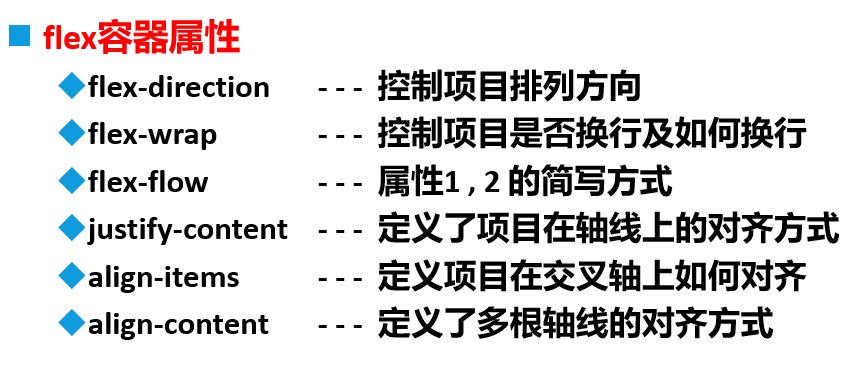 flex容器属性
flex-direction --- 控制项目排列方向
flex-wrap --- 控制项目是否换行及如何换行
flex-flow --- 属性1 , 2 的简写方式
justify-content --- 定义了项目在轴线上的对齐方式
align-items --- 定义项目在交叉轴上如何对齐
align-content --- 定义了多根轴线的对齐方式